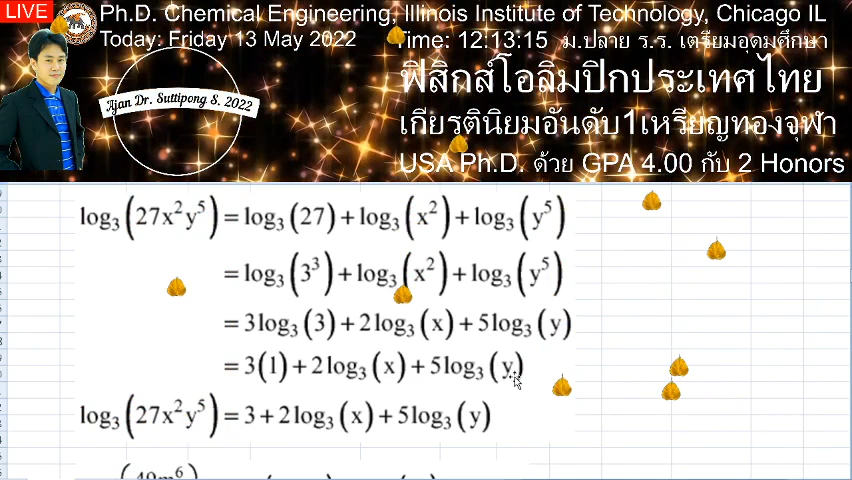 LIVE
Ph.D. Chemical Engineering, Illinois Institute of Technology, Chicago IL
Today: Friday 13 May 2022 Time: 12:13:15 ม.ปลาย ร.ร. เตรียมอุดมศึกษา
Ajan Dr. Suttipong S. 2022
ฟิสิกส์โอลิมปิกประเทศไทย
เกียรตินิยมอันดับ1เหรียญทองจุฬา
USA Ph.D. ด้วย GPA 4.00 กับ 2 Honors
log₃(27x²y⁵) = log₃(27) + log₃(x²) + log₃(y⁵)
= log₃(3³) + log₃(x²) + log₃(y⁵)
= 3log₃(3) + 2log₃(x) + 5log₃(y)
= 3(1) + 2log₃(x) + 5log₃(y)
log₃(27x²y⁵) = 3 + 2log₃(x) + 5log₃(y)